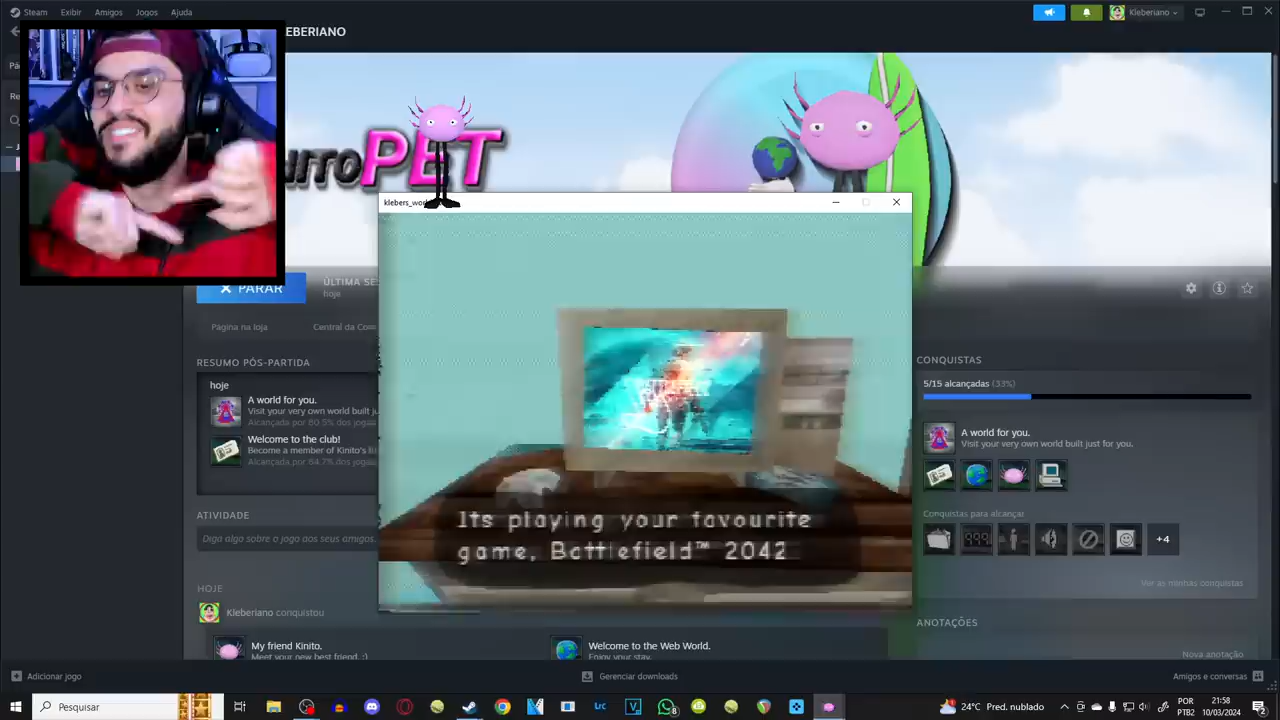 Steam Exibir Amigos Jogos Ajuda
Kleberiano
EBERIANO
PET
klebers_wor
PARAR
ÚLTIMA SE
hoje
Página na loja
Central da Com
RESUMO PÓS-PARTIDA
hoje
A world for you.
Visit your very own world built ju
Alcançada por 80.5% dos jogad
Welcome to the club!
Become a member of Kinito's li
Alcançada por 64.7% dos joga
ATIVIDADE
Diga algo sobre o jogo aos seus amigos.
HOJE
Kleberiano conquistou
My friend Kinito.
Meet your new best friend. :)
Welcome to the Web World.
Enjoy your stay.
Its playing your favourite
game, Battlefield™ 2042
CONQUISTAS
5/15 alcançadas (33%)
A world for you.
Visit your very own world built just for you.
Conquistas para alcançar
+4
Ver as minhas conquistas
ANOTAÇÕES
Nova anotação
Adicionar jogo
Gerenciar downloads
Amigos e conversas
Pesquisar
24°C Pred. nublado
POR
PTB2
21:58
10/03/2024